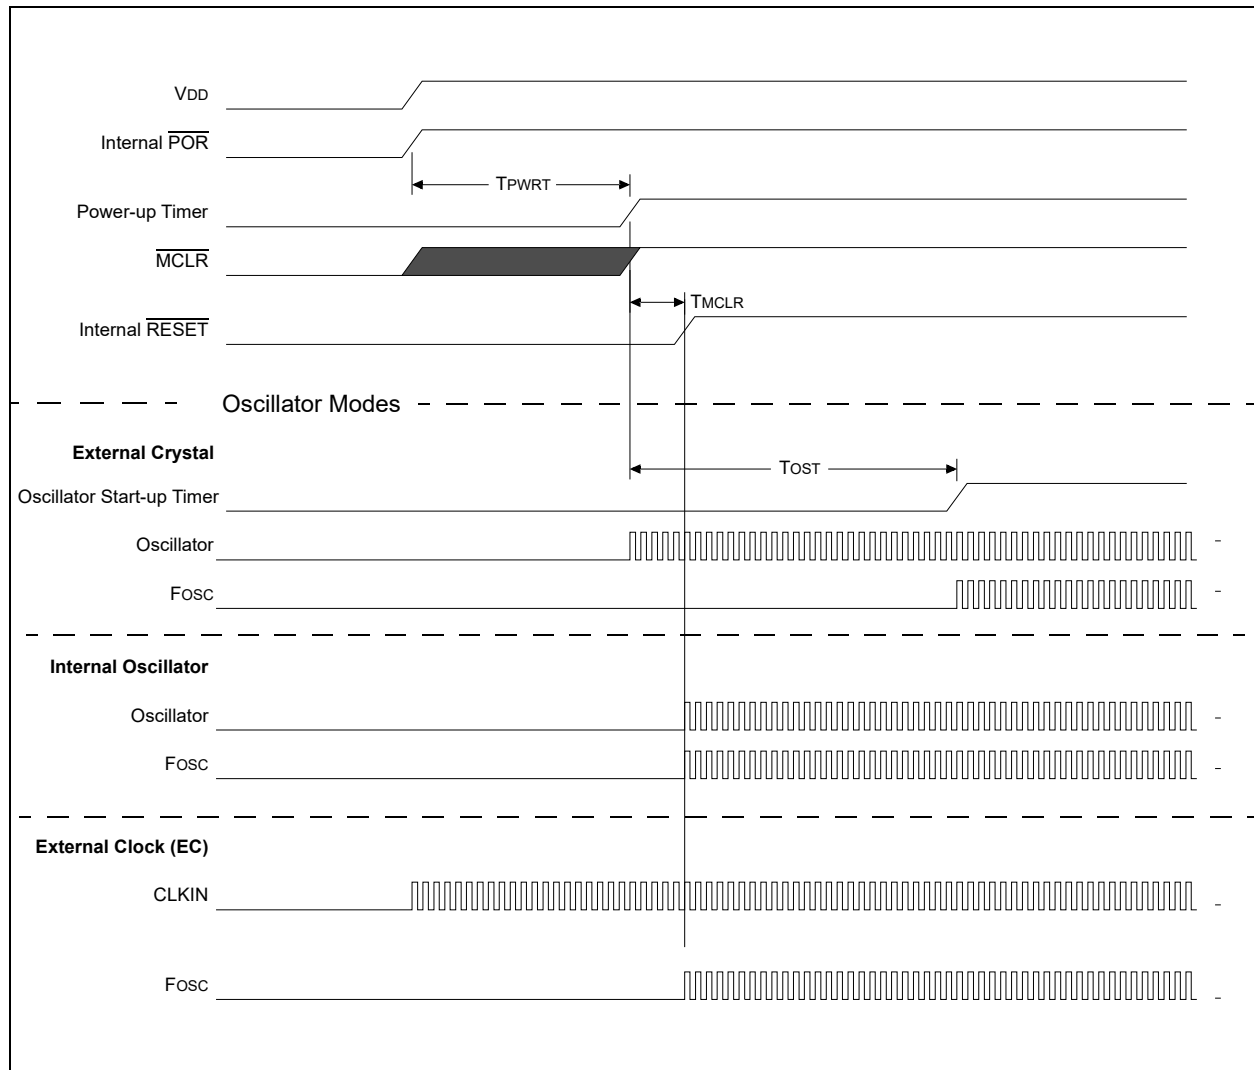 VDD
Internal POR
TPWRT
Power-up Timer
MCLR
TMCLR
Internal RESET
Oscillator Modes
External Crystal
TOST
Oscillator Start-up Timer
Oscillator
FOSC
Internal Oscillator
Oscillator
FOSC
External Clock (EC)
CLKIN
FOSC